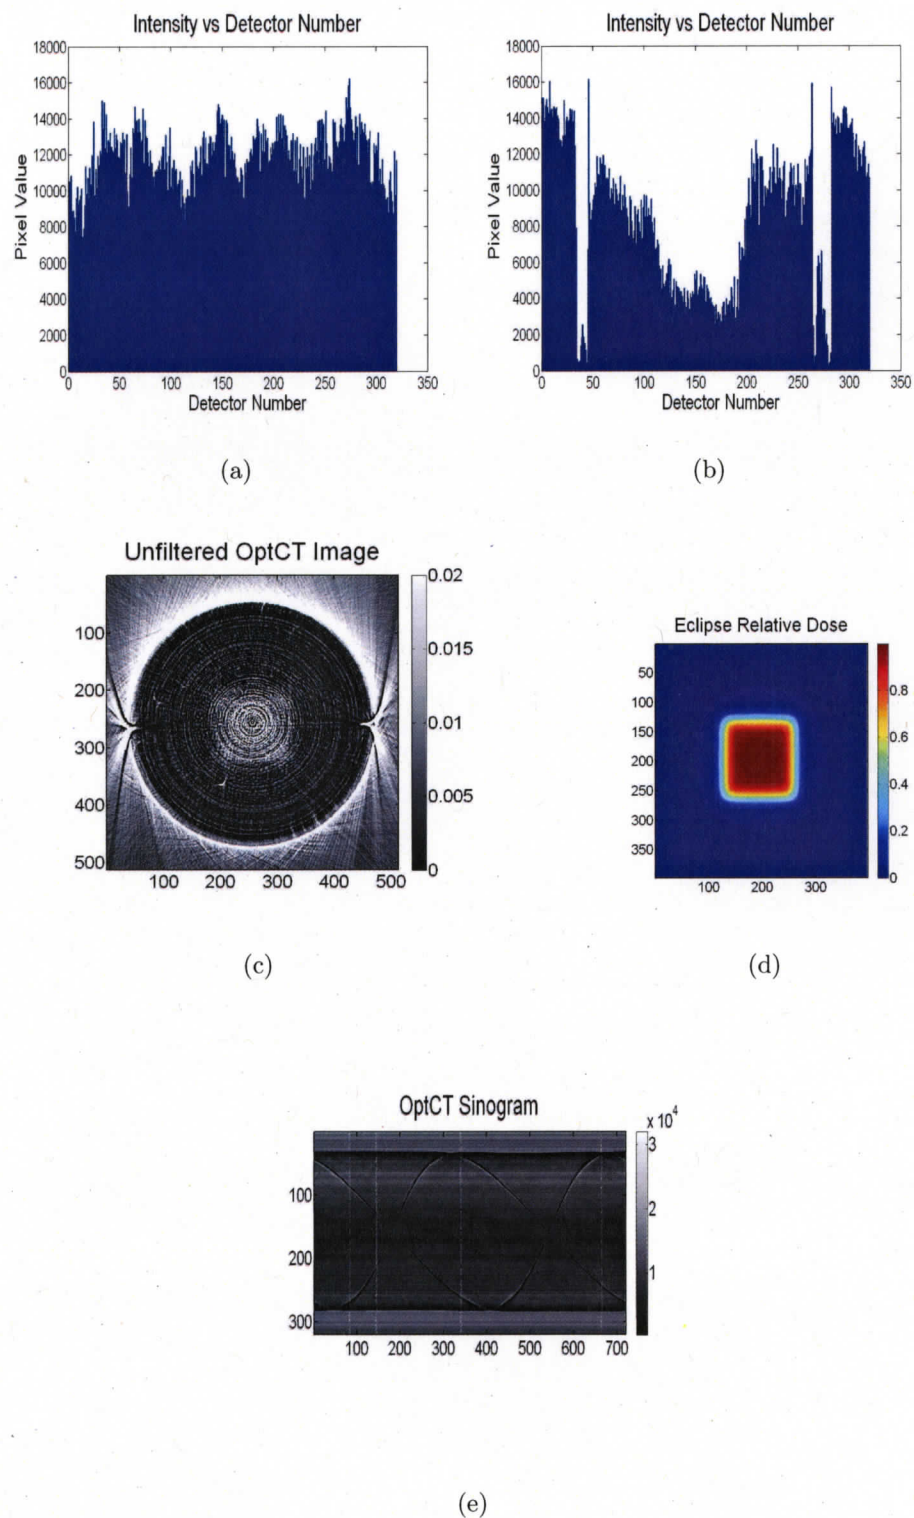 Intensity vs Detector Number
Intensity vs Detector Number
18000
16000
14000
12000
10000
8000
6000
4000
2000
0
Pixel Value
0 50 100 150 200 250 300 350
Detector Number
18000
16000
14000
12000
10000
8000
6000
4000
2000
0
Pixel Value
0 50 100 150 200 250 300 350
Detector Number
(a)
(b)
Unfiltered OptCT Image
100
200
300
400
500
100 200 300 400 500
0.02
0.015
0.01
0.005
0
Eclipse Relative Dose
50
100
150
200
250
300
350
100 200 300
0.8
0.6
0.4
0.2
0
(c)
(d)
OptCT Sinogram
x 10^4
100
200
300
100 200 300 400 500 600 700
3
2
1
(e)